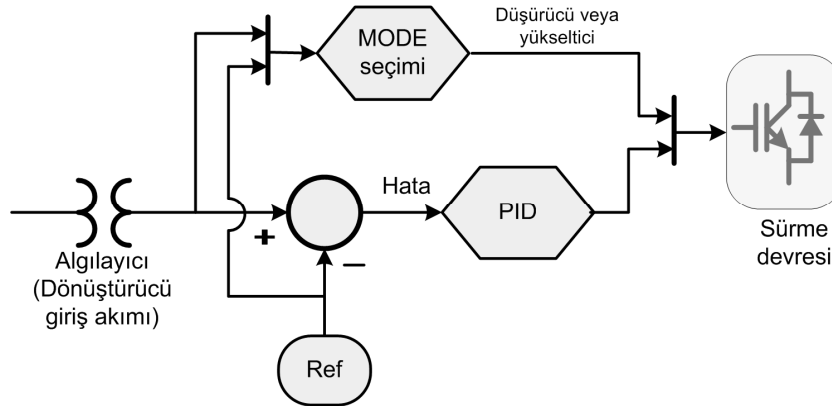 MODE
seçimi
Düşürücü veya
yükseltici
Hata
PID
+
−
Algılayıcı
(Dönüştürücü
giriş akımı)
Ref
Sürme
devresi